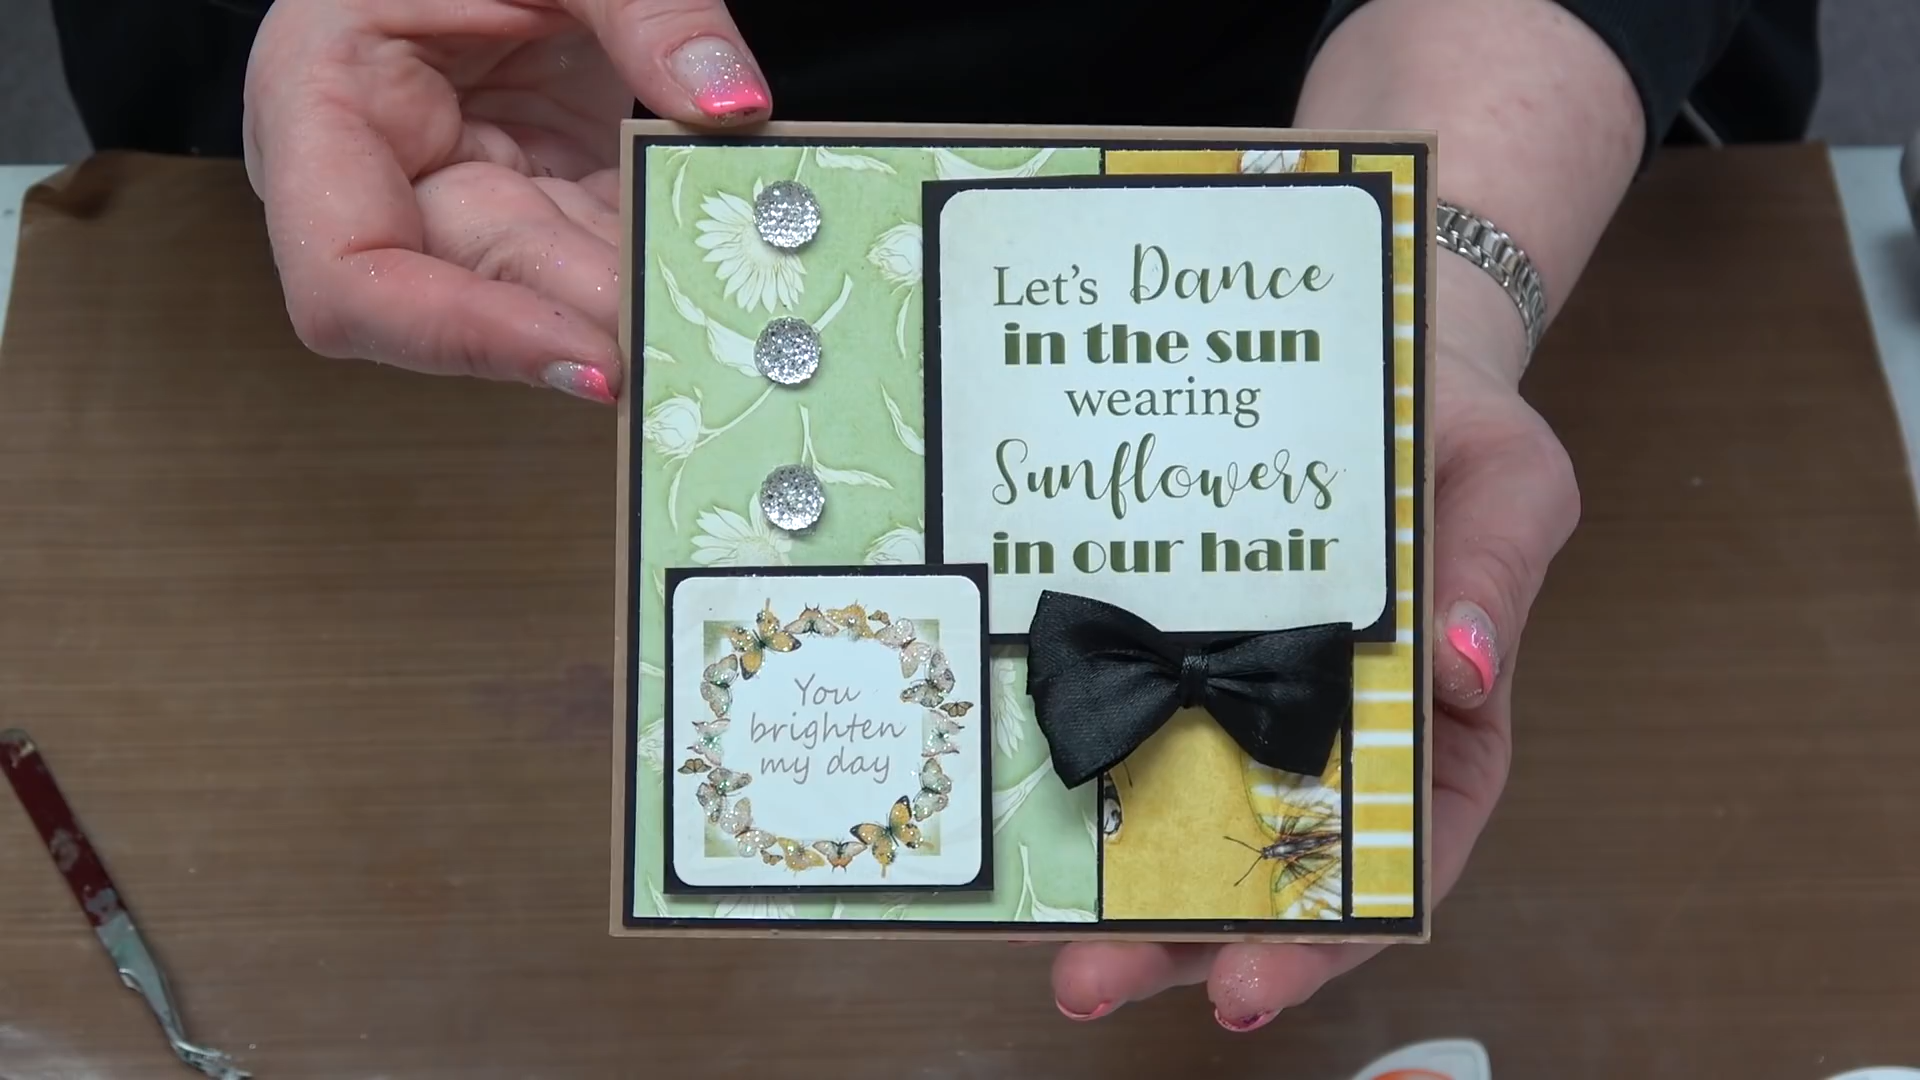 Let's Dance
in the sun
wearing
Sunflowers
in our hair
You
brighten
my day